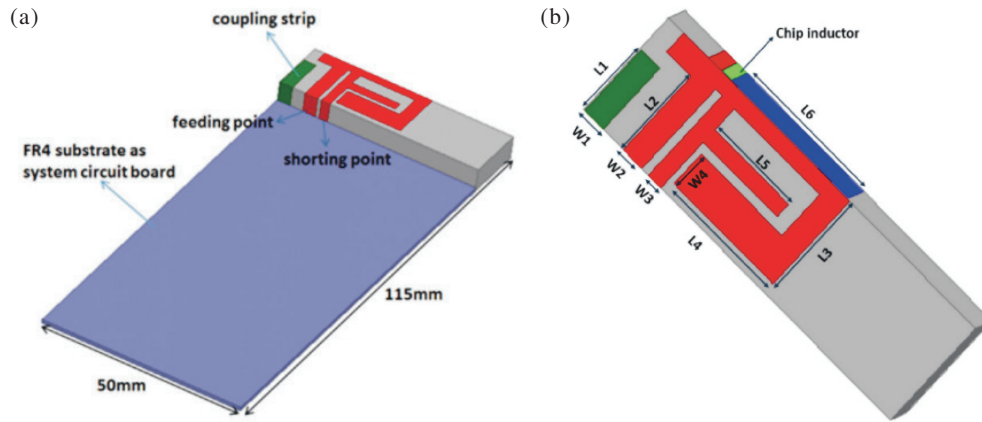 (a)
coupling strip
feeding point
shorting point
FR4 substrate as
system circuit board
115mm
50mm
(b)
Chip inductor
L1
L2
L6
W1
W2
W3
L5
W4
L4
L3